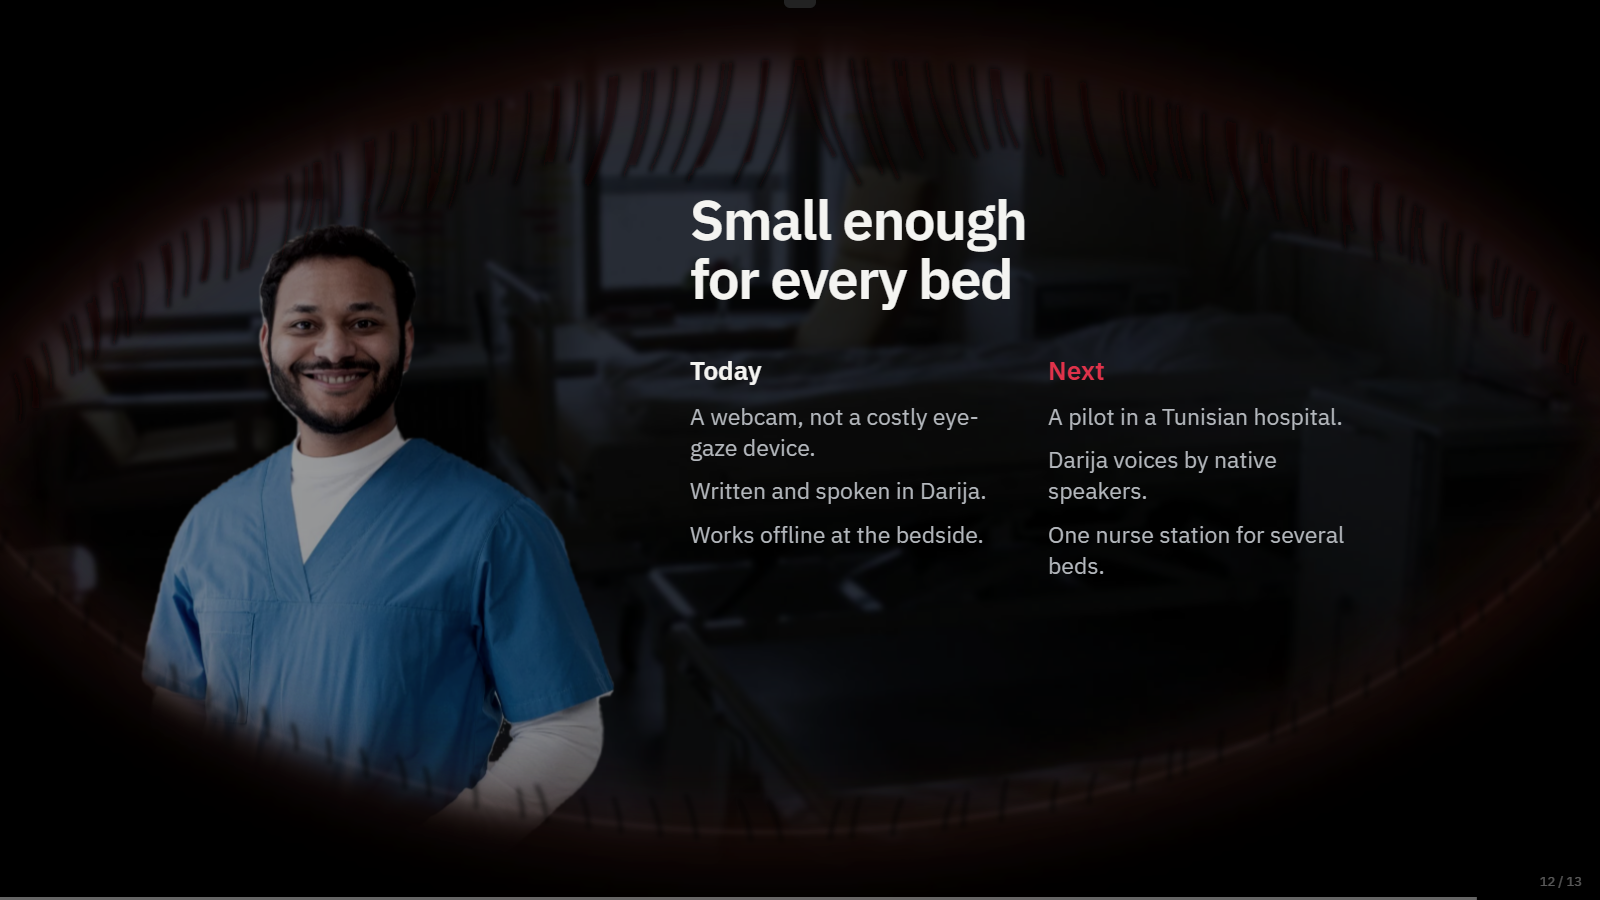 Small enough
for every bed
Today
A webcam, not a costly eye-
gaze device.
Written and spoken in Darija.
Works offline at the bedside.
Next
A pilot in a Tunisian hospital.
Darija voices by native
speakers.
One nurse station for several
beds.
12 / 13